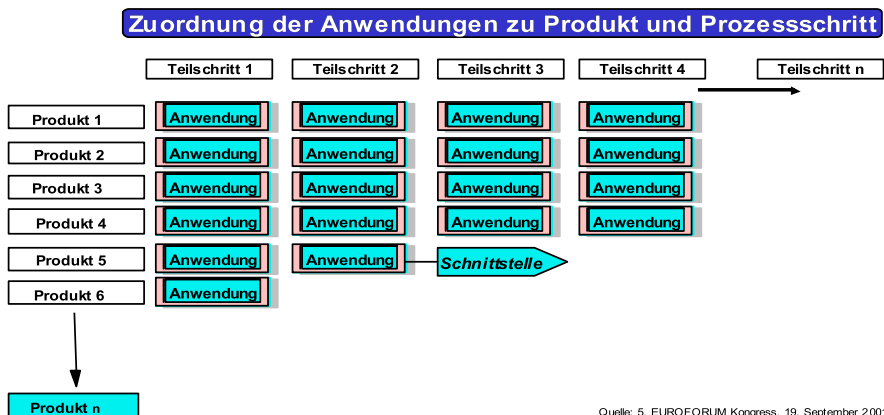 Zuordnung der Anwendungen zu Produkt und Prozessschritt
Teilschritt 1 Teilschritt 2 Teilschritt 3 Teilschritt 4 Teilschritt n
Produkt 1 Anwendung Anwendung Anwendung Anwendung
Produkt 2 Anwendung Anwendung Anwendung Anwendung
Produkt 3 Anwendung Anwendung Anwendung Anwendung
Produkt 4 Anwendung Anwendung Anwendung Anwendung
Produkt 5 Anwendung Anwendung Schnittstelle
Produkt 6 Anwendung
Produkt n
Quelle: 5. EUROFORUM Kongress, 19. September 2001